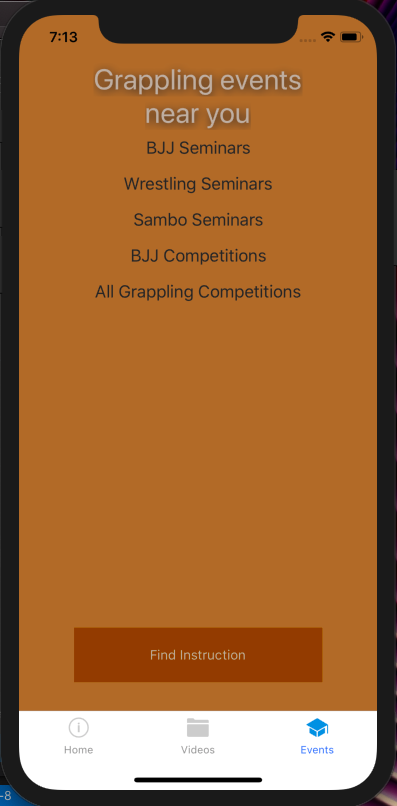 7:13
Grappling events
near you
BJJ Seminars
Wrestling Seminars
Sambo Seminars
BJJ Competitions
All Grappling Competitions
Find Instruction
Home
Videos
Events
-8